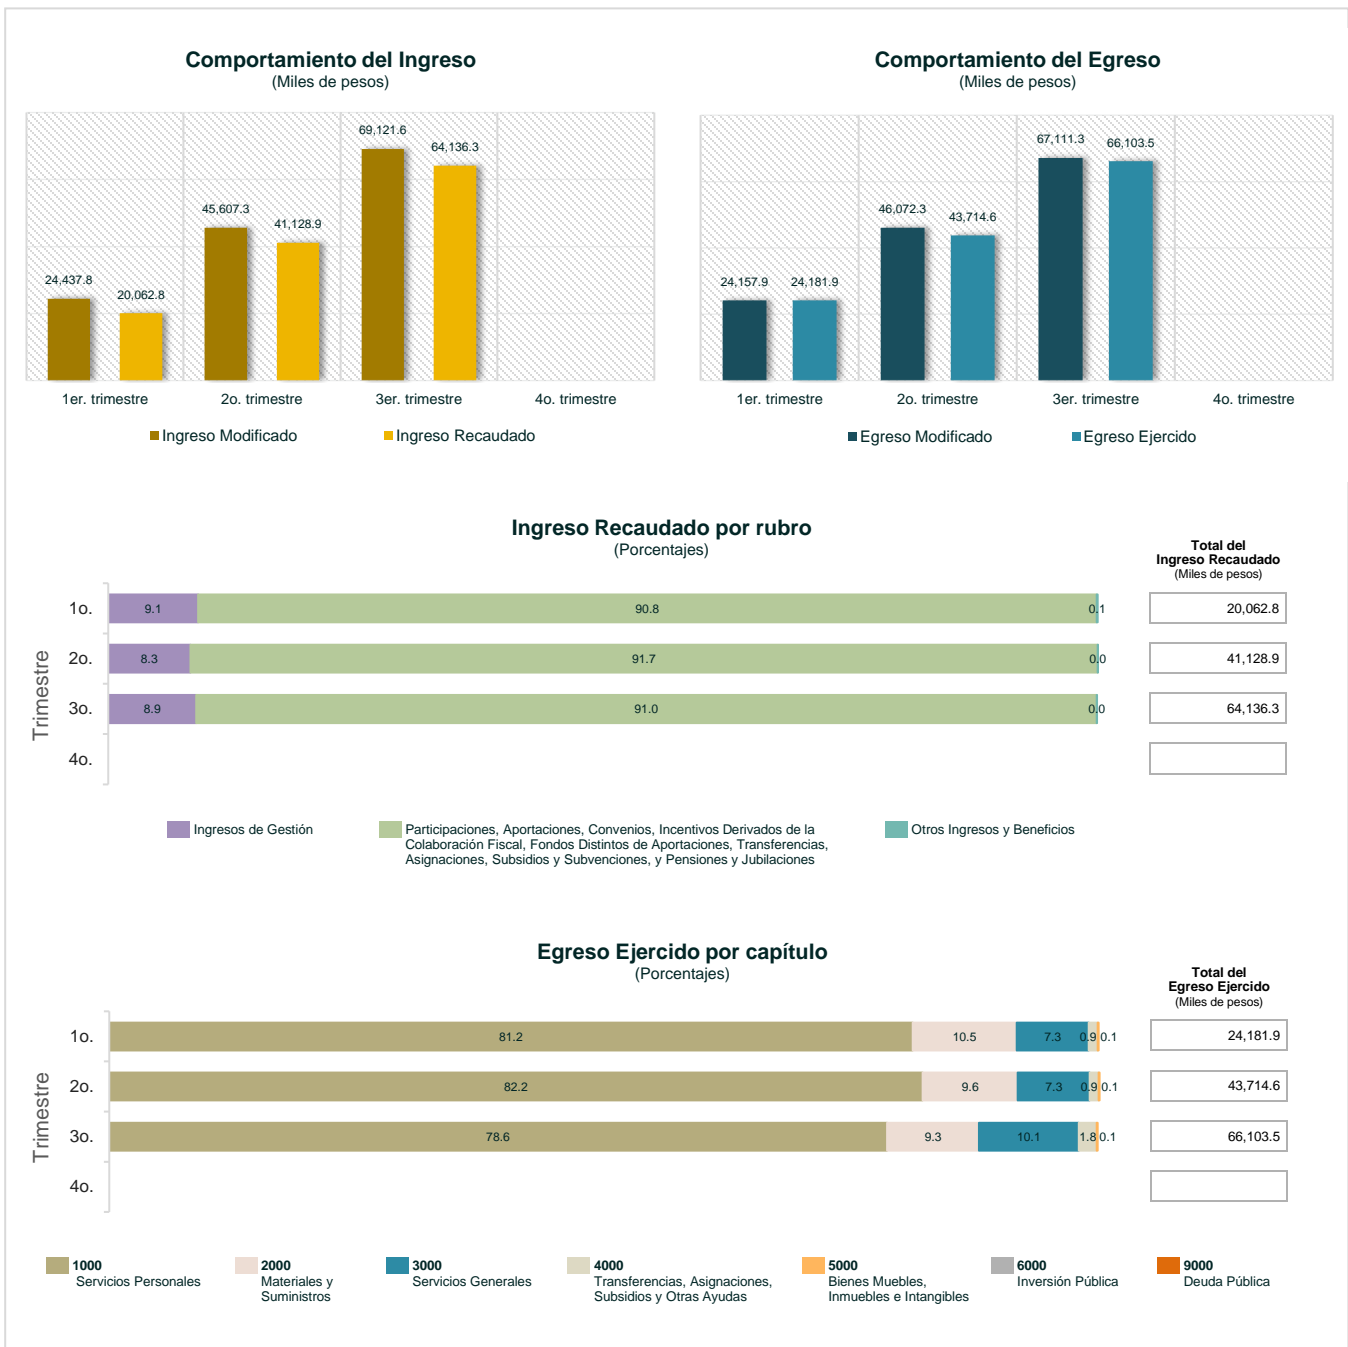 Comportamiento del Ingreso
(Miles de pesos)
69,121.6
64,136.3
45,607.3
41,128.9
24,437.8
20,062.8
1er. trimestre
2o. trimestre
3er. trimestre
4o. trimestre
Ingreso Modificado
Ingreso Recaudado
Comportamiento del Egreso
(Miles de pesos)
67,111.3
66,103.5
46,072.3
43,714.6
24,157.9
24,181.9
1er. trimestre
2o. trimestre
3er. trimestre
4o. trimestre
Egreso Modificado
Egreso Ejercido
Ingreso Recaudado por rubro
(Porcentajes)
Total del
Ingreso Recaudado
(Miles de pesos)
Trimestre
1o.
9.1
90.8
0.1
20,062.8
2o.
8.3
91.7
0.0
41,128.9
3o.
8.9
91.0
0.0
64,136.3
4o.
Ingresos de Gestión
Participaciones, Aportaciones, Convenios, Incentivos Derivados de la
Colaboración Fiscal, Fondos Distintos de Aportaciones, Transferencias,
Asignaciones, Subsidios y Subvenciones, y Pensiones y Jubilaciones
Otros Ingresos y Beneficios
Egreso Ejercido por capítulo
(Porcentajes)
Total del
Egreso Ejercido
(Miles de pesos)
Trimestre
1o.
81.2
10.5
7.3
0.9
0.1
24,181.9
2o.
82.2
9.6
7.3
0.9
0.1
43,714.6
3o.
78.6
9.3
10.1
1.8
0.1
66,103.5
4o.
1000
Servicios Personales
2000
Materiales y
Suministros
3000
Servicios Generales
4000
Transferencias, Asignaciones,
Subsidios y Otras Ayudas
5000
Bienes Muebles,
Inmuebles e Intangibles
6000
Inversión Pública
9000
Deuda Pública